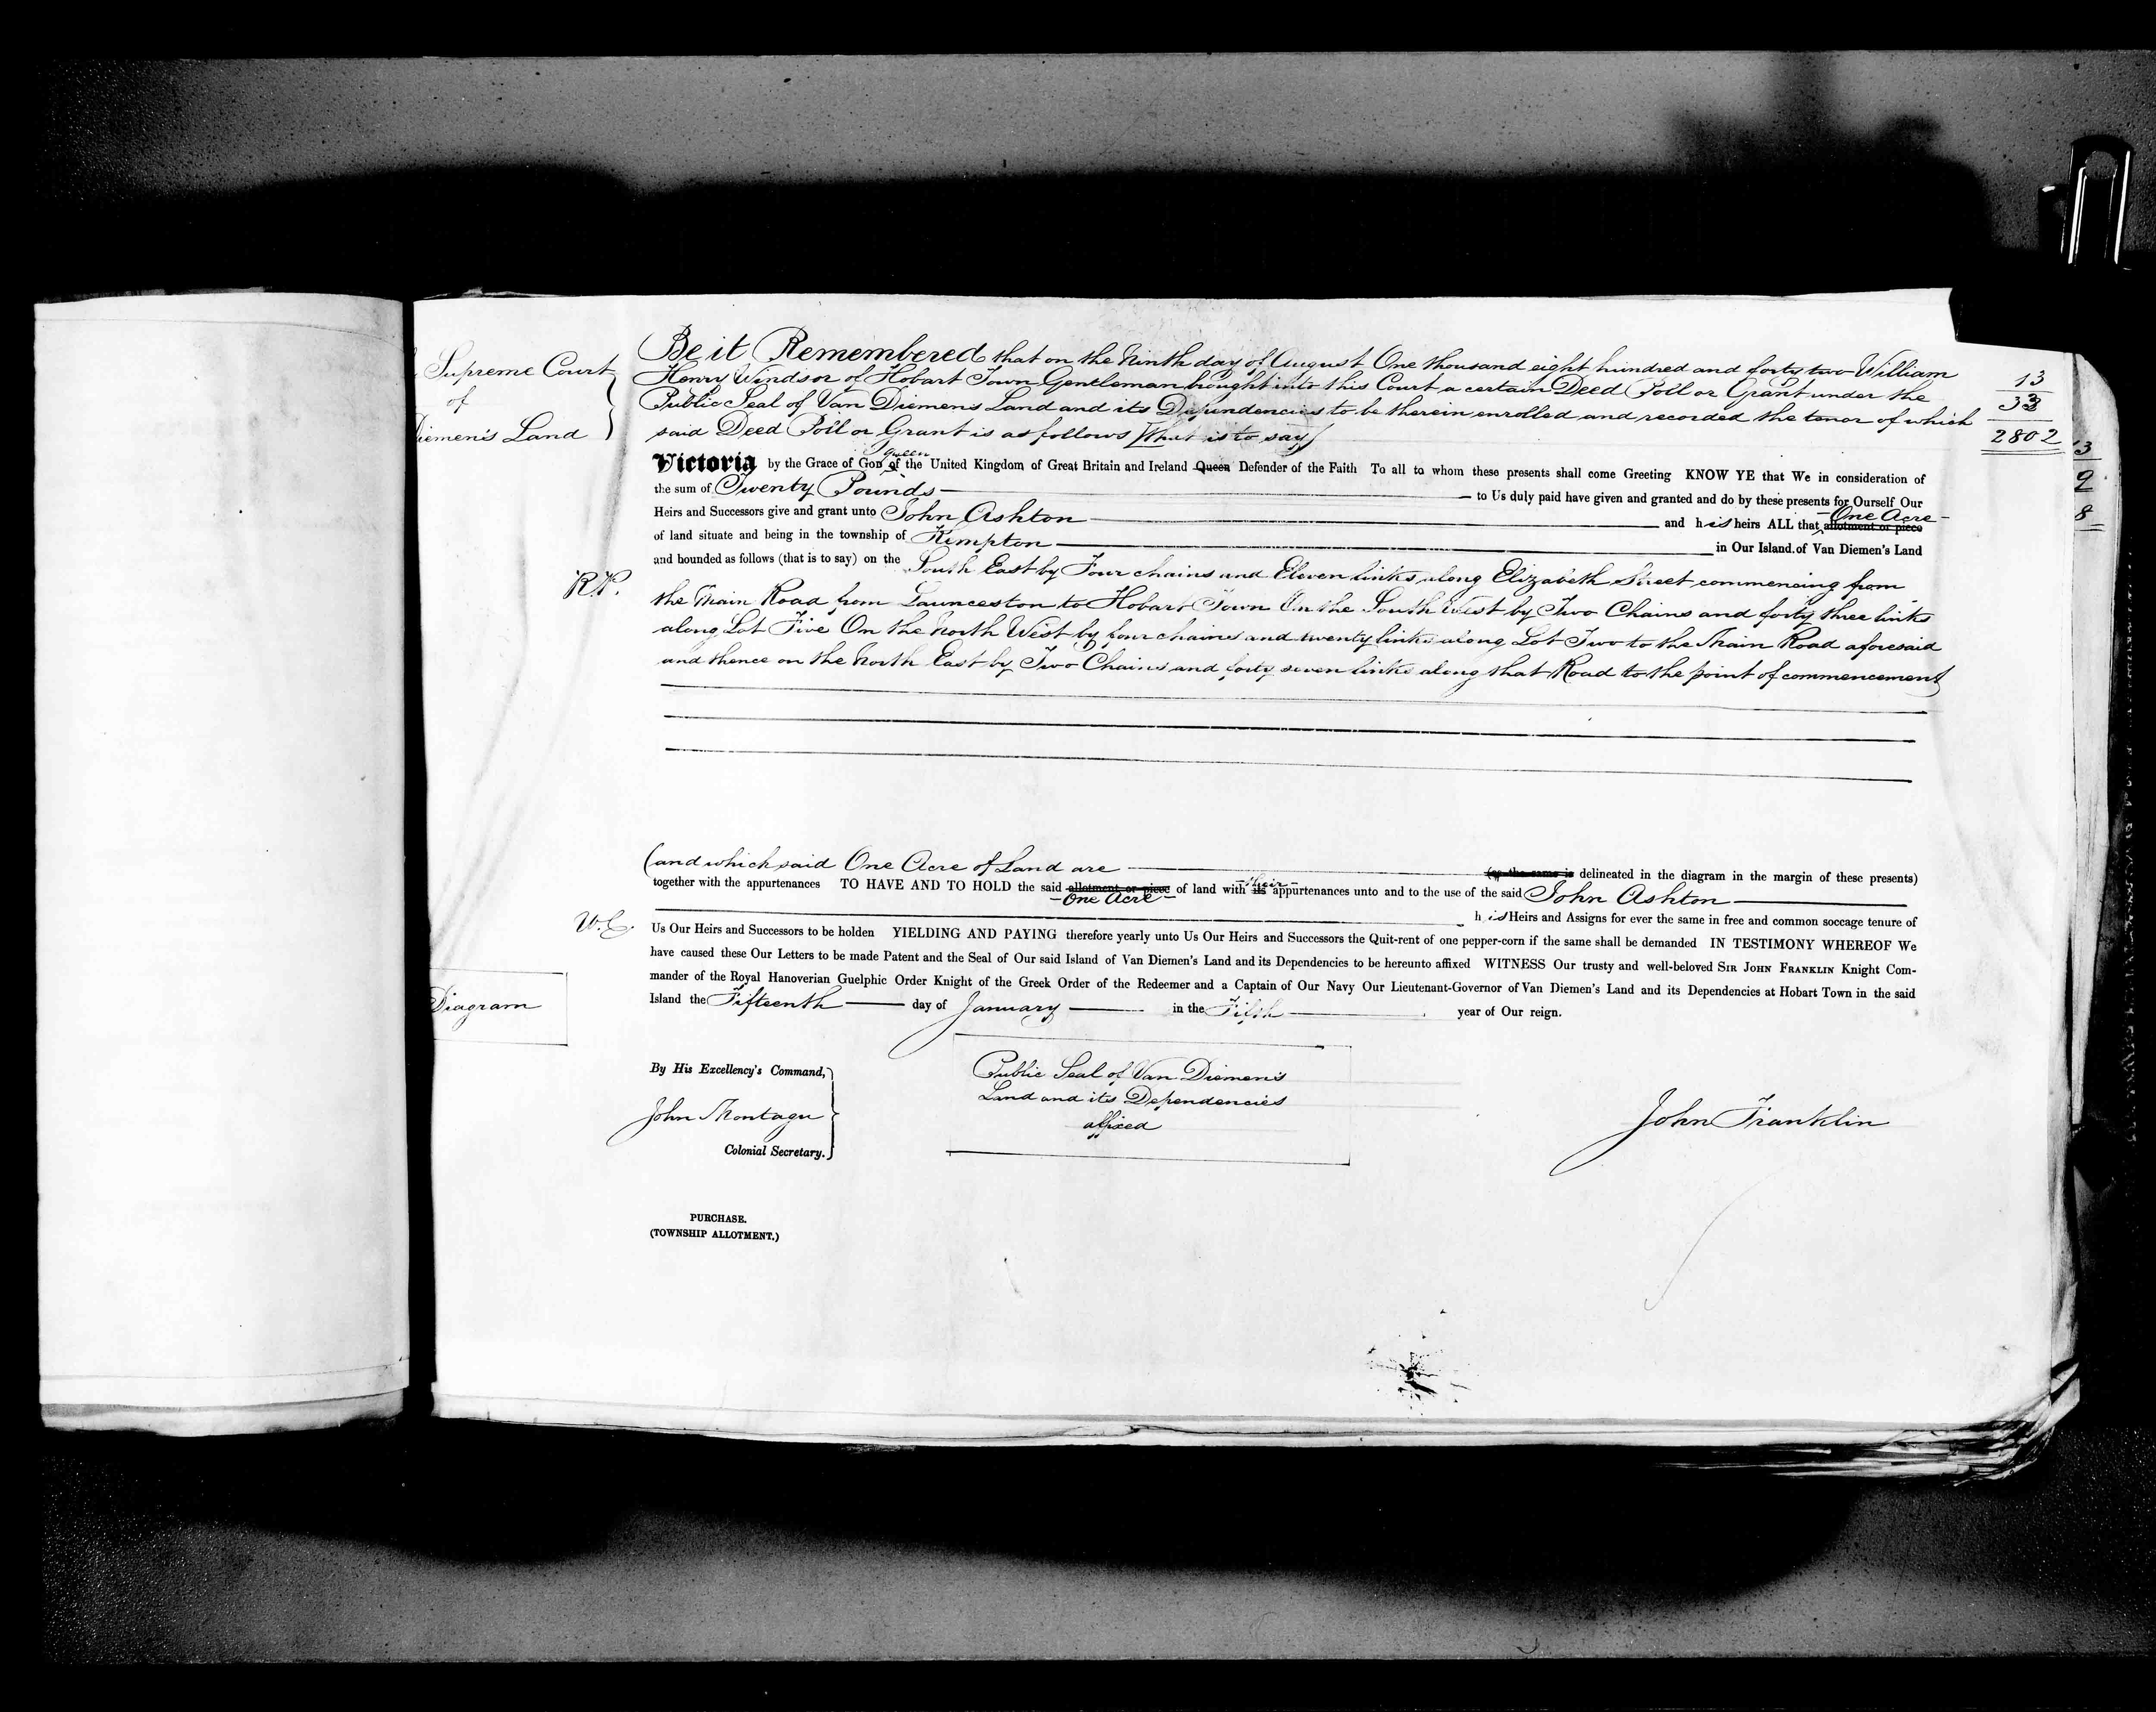 Supreme Court
of
Diemen's Land
Be it Remembered that on the Ninth day of August One thousand eight hundred and forty two William
Henry Windsor of Hobart Town Gentleman bought into this Court a certain Deed Poll or Grant under the
Public Seal of Van Diemen's Land and its Dependencies to be therein enrolled and recorded the tenor of which
said Deed Poll or Grant is as follows (that is to say)
13
33
2802
3
2
8
Queen
Victoria by the Grace of God of the United Kingdom of Great Britain and Ireland Queen Defender of the Faith To all to whom these presents shall come Greeting KNOW YE that We in consideration of
the sum of Twenty Pounds to Us duly paid have given and granted and do by these presents for Ourself Our
Heirs and Successors give and grant unto John Ashton and his heirs ALL that allotment or piece
One Acre
of land situate and being in the township of Kempton in Our Island of Van Diemen's Land
and bounded as follows (that is to say) on the South East by Four chains and Eleven links along Elizabeth Street commencing from
the Main Road from Launceston to Hobart Town On the South West by Two Chains and forty three links
along Lot Five On the North West by four chains and twenty links along Lot Two to the Main Road aforesaid
and thence on the North East by Two Chains and forty seven links along that Road to the point of commencement
(and which said One Acre of Land are (as the same is delineated in the diagram in the margin of these presents)
together with the appurtenances TO HAVE AND TO HOLD the said allotment or piece of land with its appurtenances unto and to the use of the said John Ashton
One Acre
their
his Heirs and Assigns for ever the same in free and common soccage tenure of
W.C.
Us Our Heirs and Successors to be holden YIELDING AND PAYING therefore yearly unto Us Our Heirs and Successors the Quit-rent of one pepper-corn if the same shall be demanded IN TESTIMONY WHEREOF We
have caused these Our Letters to be made Patent and the Seal of Our said Island of Van Diemen's Land and its Dependencies to be hereunto affixed WITNESS Our trusty and well-beloved SIR JOHN FRANKLIN Knight Com-
mander of the Royal Hanoverian Guelphic Order Knight of the Greek Order of the Redeemer and a Captain of Our Navy Our Lieutenant-Governor of Van Diemen's Land and its Dependencies at Hobart Town in the said
Island the Fifteenth day of January in the Fifth year of Our reign.
Diagram
By His Excellency's Command,
John Montagu
Colonial Secretary.
Public Seal of Van Diemen's
Land and its Dependencies
affixed
John Franklin
PURCHASE.
(TOWNSHIP ALLOTMENT.)